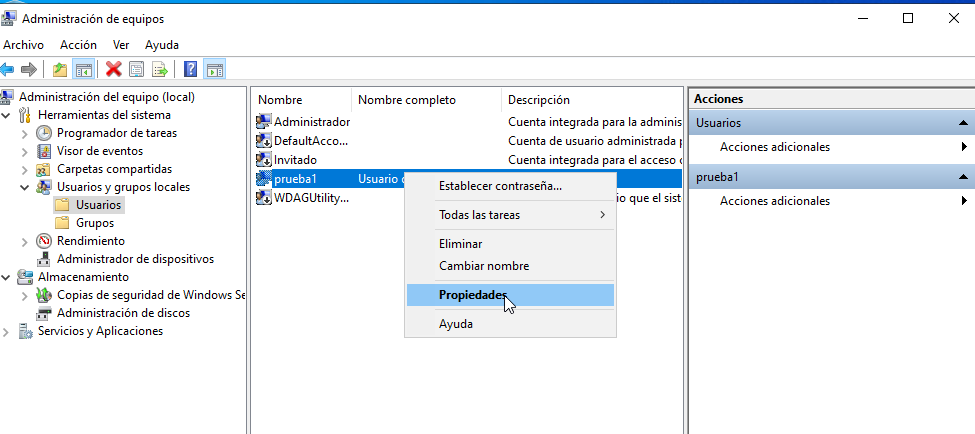 Administración de equipos
Archivo Acción Ver Ayuda
Administración del equipo (local)
Herramientas del sistema
Programador de tareas
Visor de eventos
Carpetas compartidas
Usuarios y grupos locales
Usuarios
Grupos
Rendimiento
Administrador de dispositivos
Almacenamiento
Copias de seguridad de Windows Se
Administración de discos
Servicios y Aplicaciones
Nombre Nombre completo Descripción
Administrador Cuenta integrada para la adminis
DefaultAcco... Cuenta de usuario administrada p
Invitado Cuenta integrada para el acceso
prueba1 Usuario
WDAGUtility... io que el sist
Establecer contraseña...
Todas las tareas
Eliminar
Cambiar nombre
Propiedades
Ayuda
Acciones
Usuarios
Acciones adicionales
prueba1
Acciones adicionales